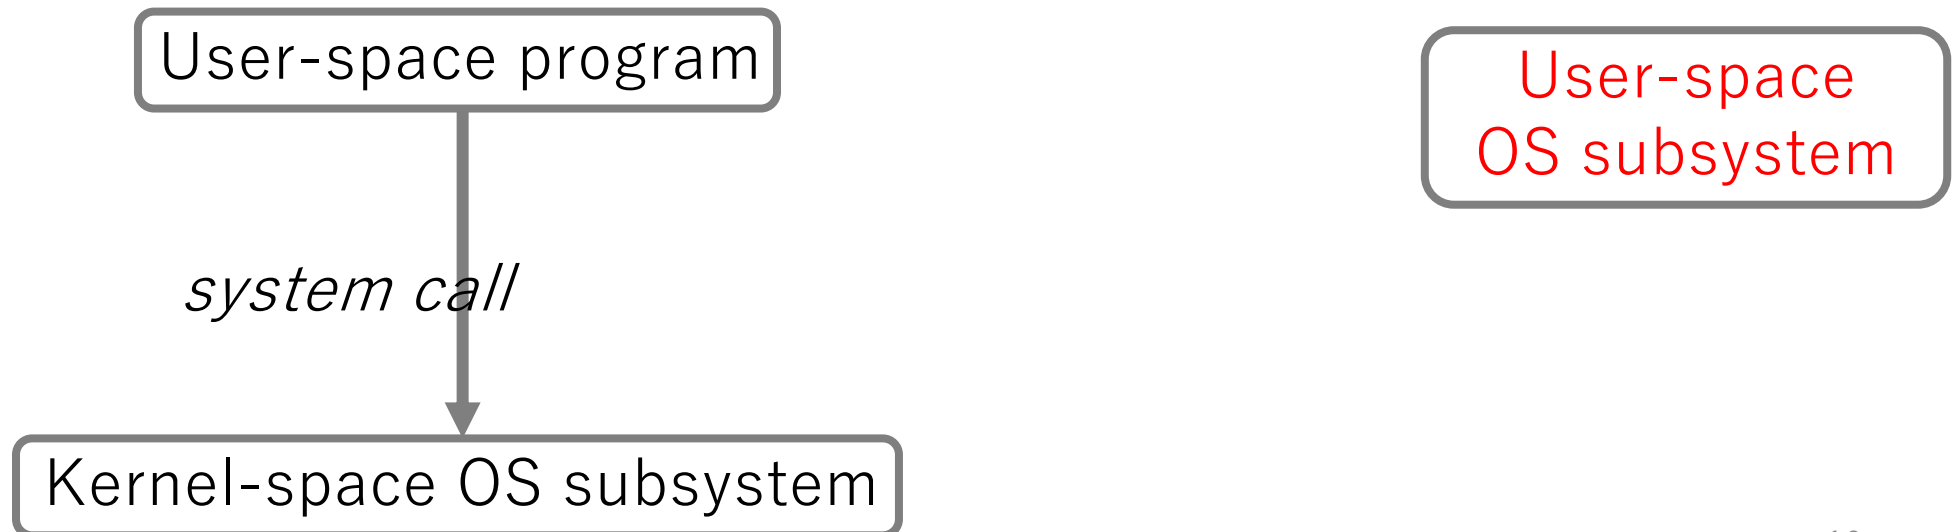 User-space program
User-space
OS subsystem
system call
Kernel-space OS subsystem